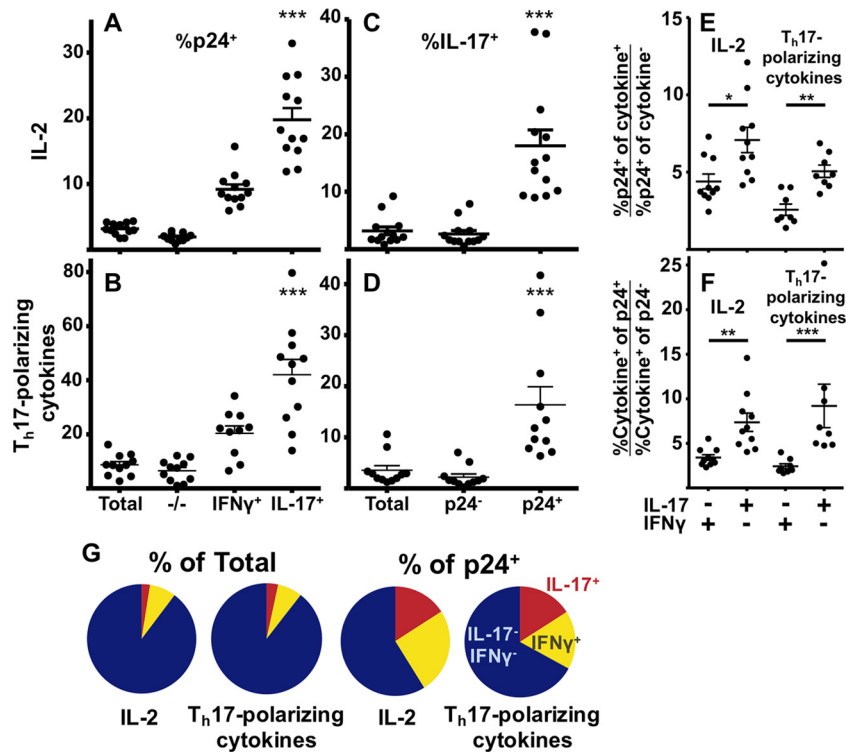 A
%p24⁺
***
IL-2
30
20
10
B
***
Tₕ17-polarizing
cytokines
80
60
40
20
Total
-/-
IFNγ⁺
IL-17⁺
C
%IL-17⁺
***
40
30
20
10
D
***
40
30
20
10
Total
p24⁻
p24⁺
E
%p24⁺ of cytokine⁺
%p24⁺ of cytokine⁻
IL-2
Tₕ17-
polarizing
cytokines
*
**
15
10
5
F
%Cytokine⁺ of p24⁺
%Cytokine⁺ of p24⁻
IL-2
Tₕ17-
polarizing
cytokines
**
***
25
20
15
10
5
IL-17 - + - +
IFNγ + - + -
G
% of Total
% of p24⁺
IL-17⁺
IL-17⁻
IFNγ⁻
IFNγ⁺
IL-2
Tₕ17-polarizing
cytokines
IL-2
Tₕ17-polarizing
cytokines